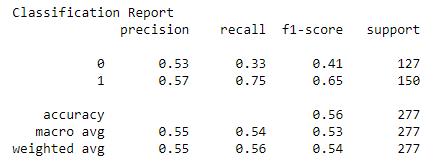 Classification Report
precision recall f1-score support
0 0.53 0.33 0.41 127
1 0.57 0.75 0.65 150
accuracy 0.56 277
macro avg 0.55 0.54 0.53 277
weighted avg 0.55 0.56 0.54 277